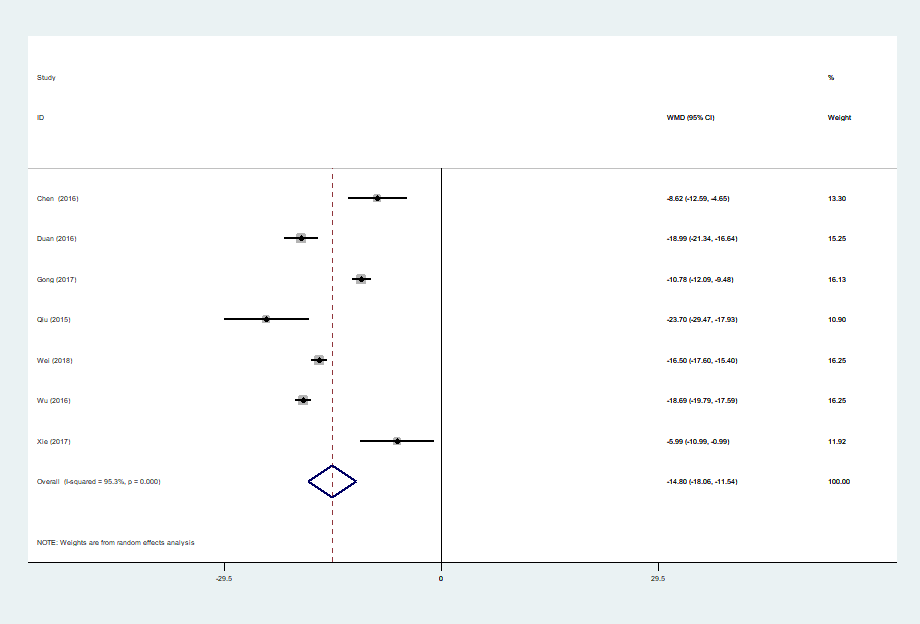 Study %
ID WMD (95% CI) Weight
Chen (2016) -8.62 (-12.59, -4.65) 13.30
Duan (2016) -18.99 (-21.34, -16.64) 15.25
Gong (2017) -10.78 (-12.09, -9.48) 16.13
Qiu (2015) -23.70 (-29.47, -17.93) 10.90
Wei (2018) -16.50 (-17.60, -15.40) 16.25
Wu (2016) -18.69 (-19.79, -17.59) 16.25
Xie (2017) -5.99 (-10.99, -0.99) 11.92
Overall (I-squared = 95.3%, p = 0.000) -14.80 (-18.06, -11.54) 100.00
NOTE: Weights are from random effects analysis
-29.5 0 29.5